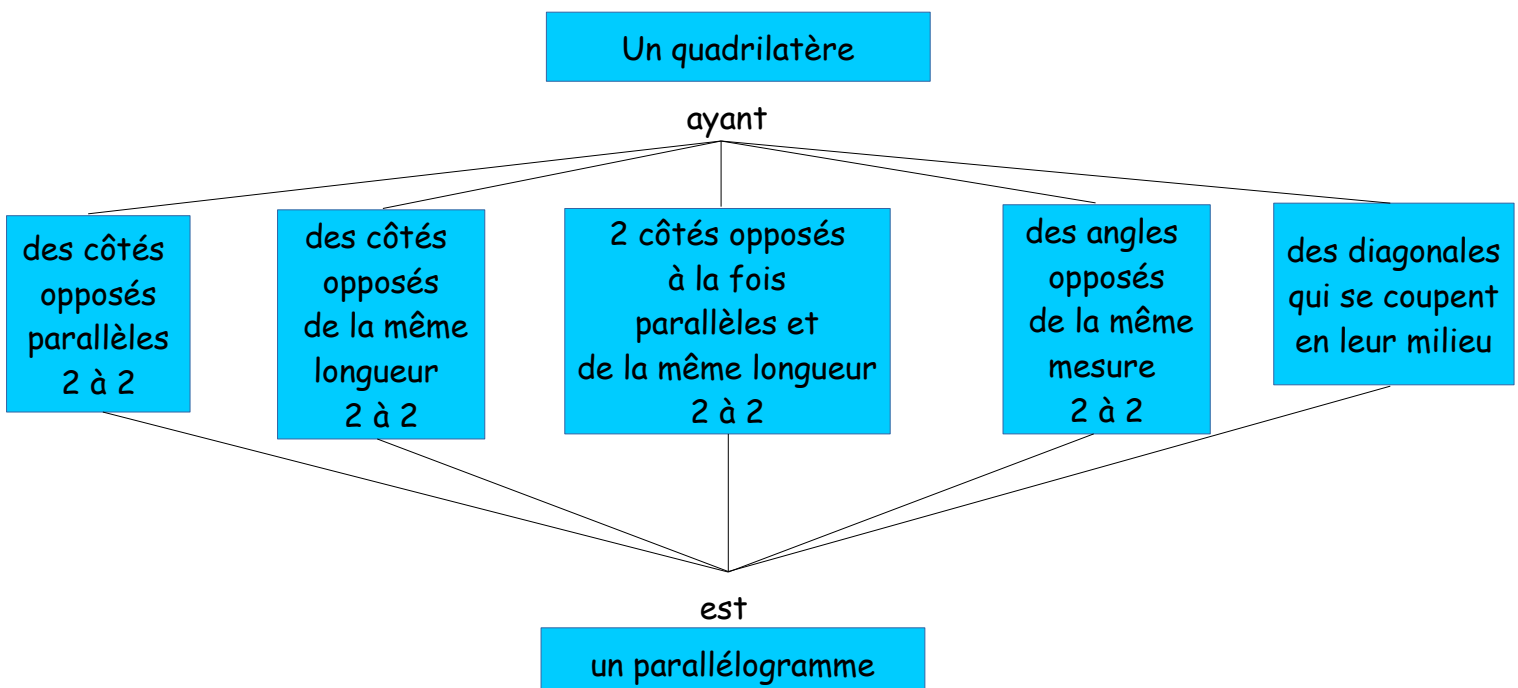 Un quadrilatère
ayant
des côtés
opposés
parallèles
2 à 2
des côtés
opposés
de la même
longueur
2 à 2
2 côtés opposés
à la fois
parallèles et
de la même longueur
2 à 2
des angles
opposés
de la même
mesure
2 à 2
des diagonales
qui se coupent
en leur milieu
est
un parallélogramme